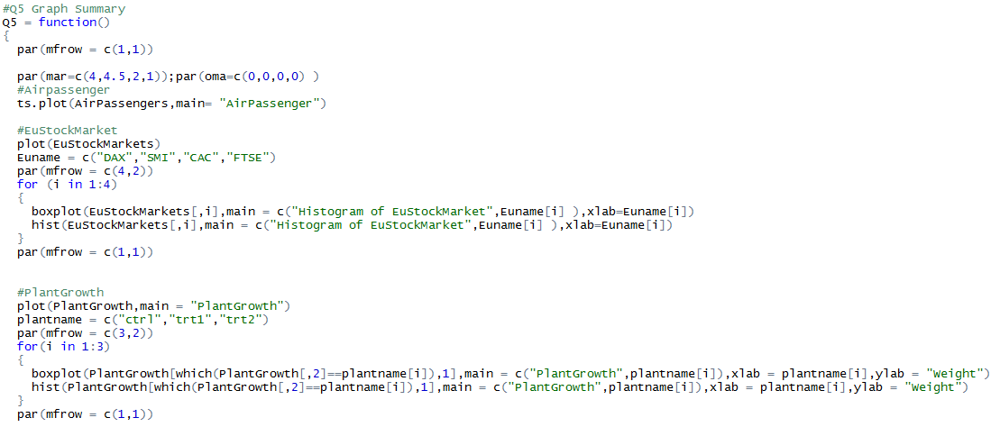 #Q5 Graph Summary
Q5 = function()
{
  par(mfrow = c(1,1))
  par(mar=c(4,4.5,2,1));par(oma=c(0,0,0,0) )
  #Airpassenger
  ts.plot(AirPassengers,main= "AirPassenger")
  #EuStockMarket
  plot(EuStockMarkets)
  Euname = c("DAX","SMI","CAC","FTSE")
  par(mfrow = c(4,2))
  for (i in 1:4)
  {
    boxplot(EuStockMarkets[,i],main = c("Histogram of EuStockMarket",Euname[i] ),xlab=Euname[i])
    hist(EuStockMarkets[,i],main = c("Histogram of EuStockMarket",Euname[i] ),xlab=Euname[i])
  }
  par(mfrow = c(1,1))
  #PlantGrowth
  plot(PlantGrowth,main = "PlantGrowth")
  plantname = c("ctrl","trt1","trt2")
  par(mfrow = c(3,2))
  for(i in 1:3)
  {
    boxplot(PlantGrowth[which(PlantGrowth[,2]==plantname[i]),1],main = c("PlantGrowth",plantname[i]),xlab = plantname[i],ylab = "Weight")
    hist(PlantGrowth[which(PlantGrowth[,2]==plantname[i]),1],main = c("PlantGrowth",plantname[i]),xlab = plantname[i],ylab = "Weight")
  }
  par(mfrow = c(1,1))